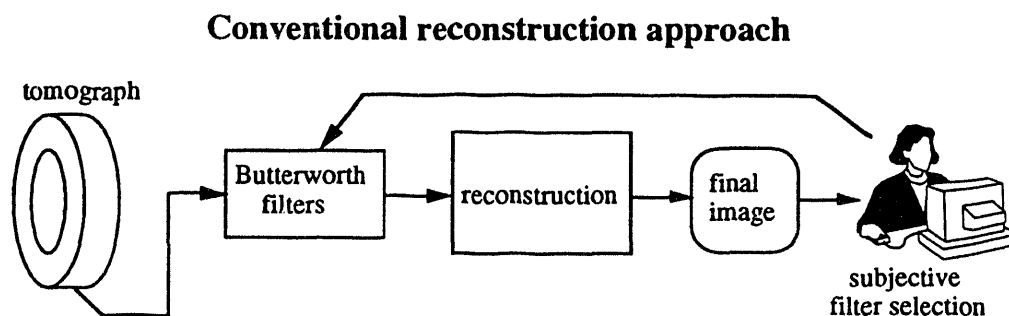 Conventional reconstruction approach
tomograph
Butterworth
filters
reconstruction
final
image
subjective
filter selection